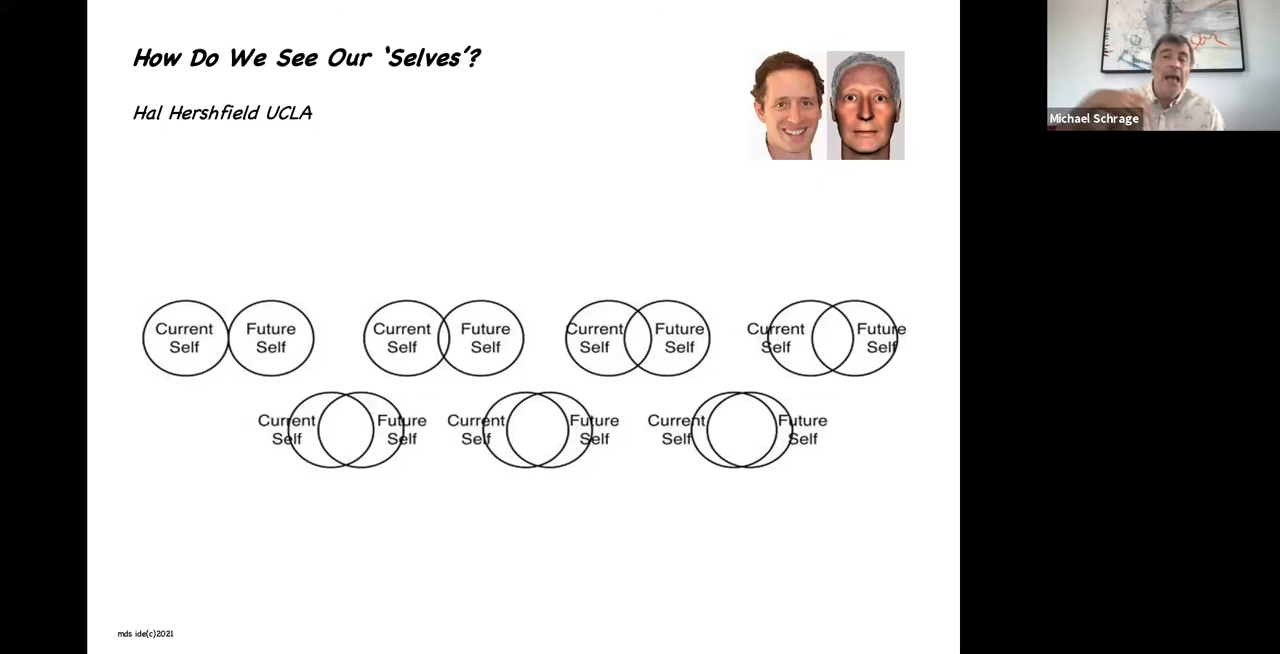 How Do We See Our 'Selves'?
Hal Hershfield UCLA
Michael Schrage
Current Self
Future Self
Current Self
Future Self
Current Self
Future Self
Current Self
Future Self
Current Self
Future Self
Current Self
Future Self
Current Self
Future Self
mds ide(c)2021